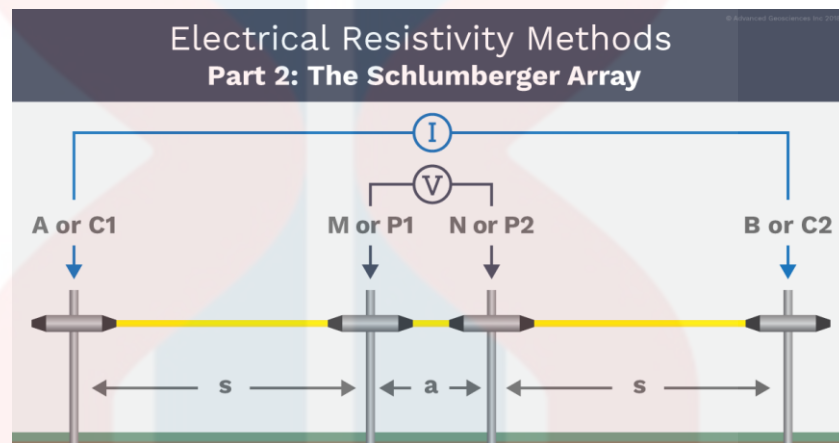 Electrical Resistivity Methods
Part 2: The Schlumberger Array
I
V
A or C1 M or P1 N or P2 B or C2
s a s